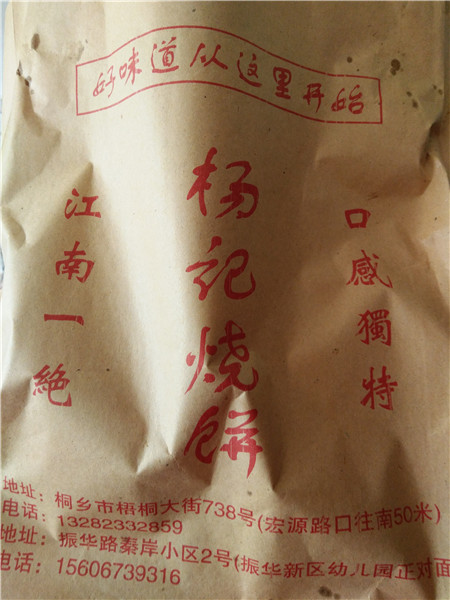 好味道从这里开始
杨记烧饼
江南一絶
口感獨特
地址：桐乡市梧桐大街738号(宏源路口往南50米)
电话：13282332859
地址：振华路秦岸小区2号(振华新区幼儿园正对面
电话：15606739316